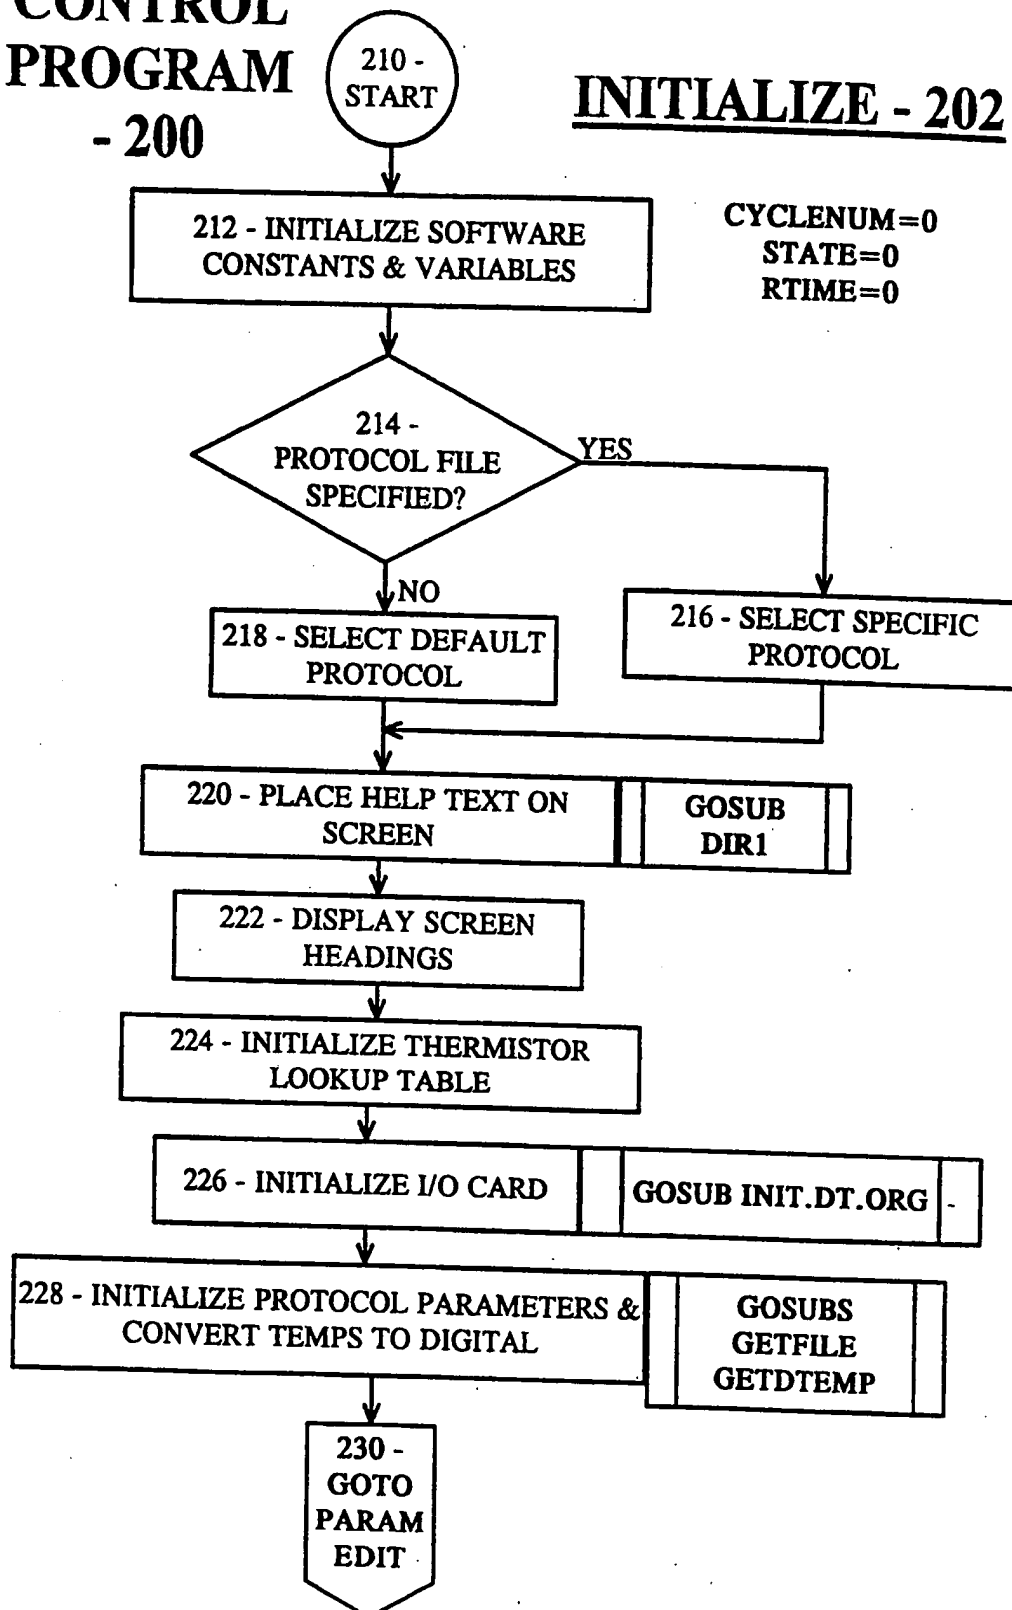 CONTROL
PROGRAM
- 200
210 -
START
INITIALIZE - 202
212 - INITIALIZE SOFTWARE
CONSTANTS & VARIABLES
CYCLENUM=0
STATE=0
RTIME=0
214 -
PROTOCOL FILE
SPECIFIED?
YES
NO
218 - SELECT DEFAULT
PROTOCOL
216 - SELECT SPECIFIC
PROTOCOL
220 - PLACE HELP TEXT ON
SCREEN
GOSUB
DIR1
222 - DISPLAY SCREEN
HEADINGS
224 - INITIALIZE THERMISTOR
LOOKUP TABLE
226 - INITIALIZE I/O CARD
GOSUB INIT.DT.ORG
228 - INITIALIZE PROTOCOL PARAMETERS &
CONVERT TEMPS TO DIGITAL
GOSUBS
GETFILE
GETDTEMP
230 -
GOTO
PARAM
EDIT